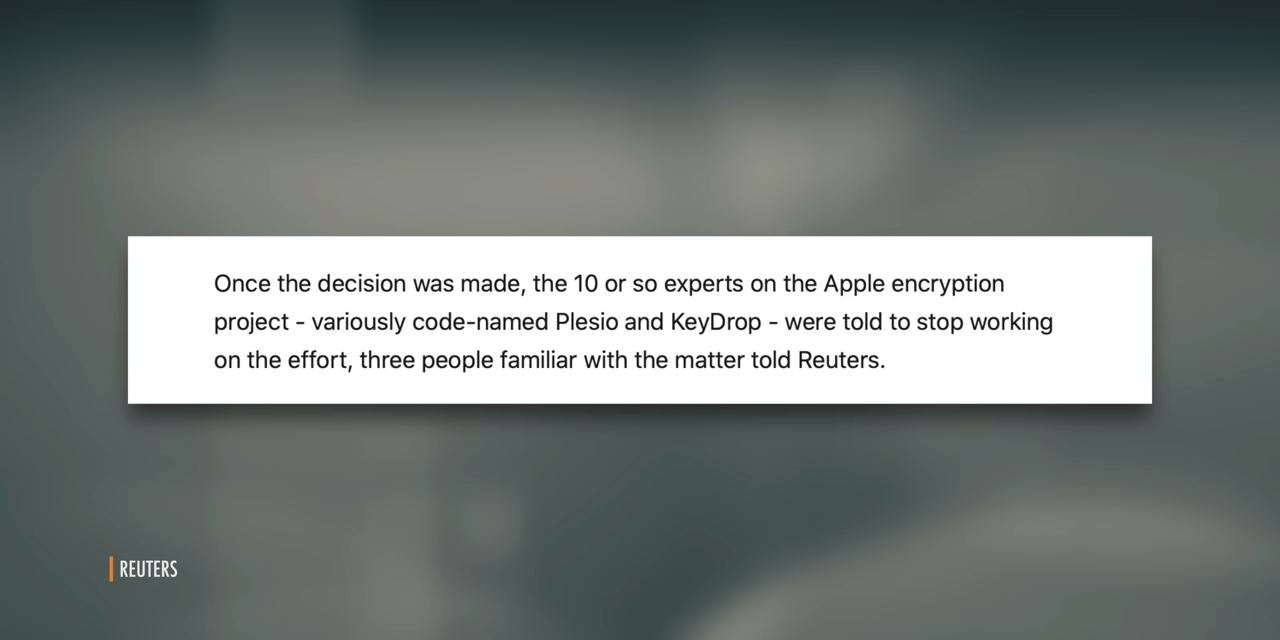 Once the decision was made, the 10 or so experts on the Apple encryption
project - variously code-named Plesio and KeyDrop - were told to stop working
on the effort, three people familiar with the matter told Reuters.
REUTERS